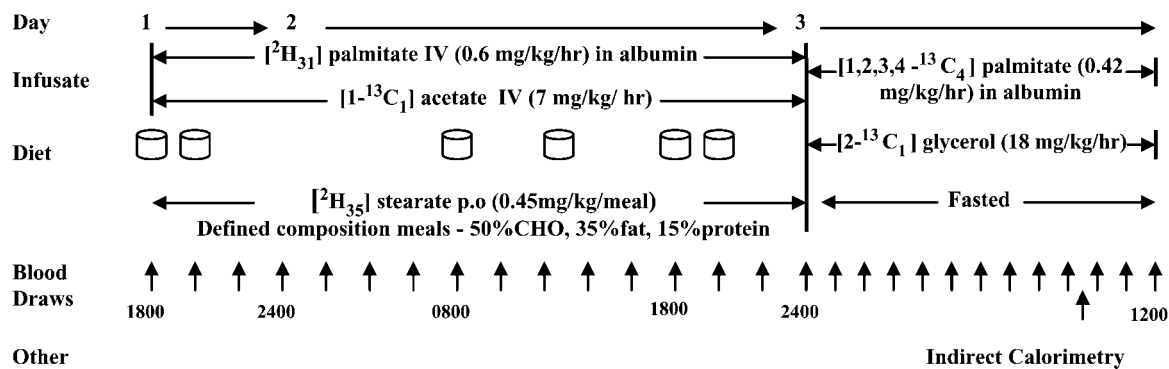 Day 1 2 3
[²H₃₁] palmitate IV (0.6 mg/kg/hr) in albumin
Infusate
[1,2,3,4 -¹³C₄] palmitate (0.42
mg/kg/hr) in albumin
[1-¹³C₁] acetate IV (7 mg/kg/ hr)
Diet
[2-¹³C₁] glycerol (18 mg/kg/hr)
[²H₃₅] stearate p.o (0.45mg/kg/meal)
Fasted
Defined composition meals - 50%CHO, 35%fat, 15%protein
Blood
Draws
1800 2400 0800 1800 2400 1200
Other
Indirect Calorimetry